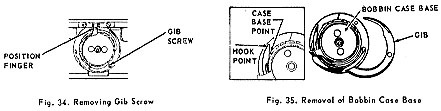 POSITION
FINGER
GIB
SCREW
Fig. 34. Removing Gib Screw
CASE
BASE
POINT
HOOK
POINT
BOBBIN CASE BASE
GIB
Fig. 35. Removal of Bobbin Case Base